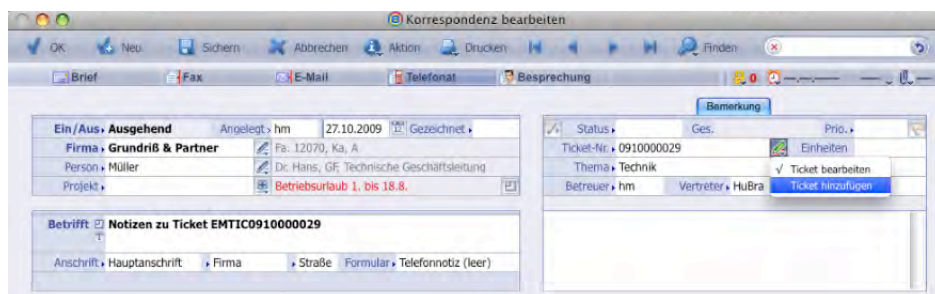 Korrespondenz bearbeiten
OK Neu Sichern Abbrechen Aktion Drucken Finden
Brief Fax E-Mail Telefonat Besprechung 0
Bemerkung
Ein/Aus Ausgehend Angelegt hm 27.10.2009 Gezeichnet
Status Ges. Prio.
Firma Grundriß & Partner Fa. 12070, Ka, A
Ticket-Nr. 0910000029 Einheiten
Person Müller Dr. Hans, GF, Technische Geschäftsleitung
Thema Technik
√ Ticket bearbeiten
Projekt Betriebsurlaub 1. bis 18.8.
Betreuer hm Vertreter HuBra
Ticket hinzufügen
Betrifft Notizen zu Ticket EMTIC0910000029
Anschrift Hauptanschrift Firma Straße Formular Telefonnotiz (leer)